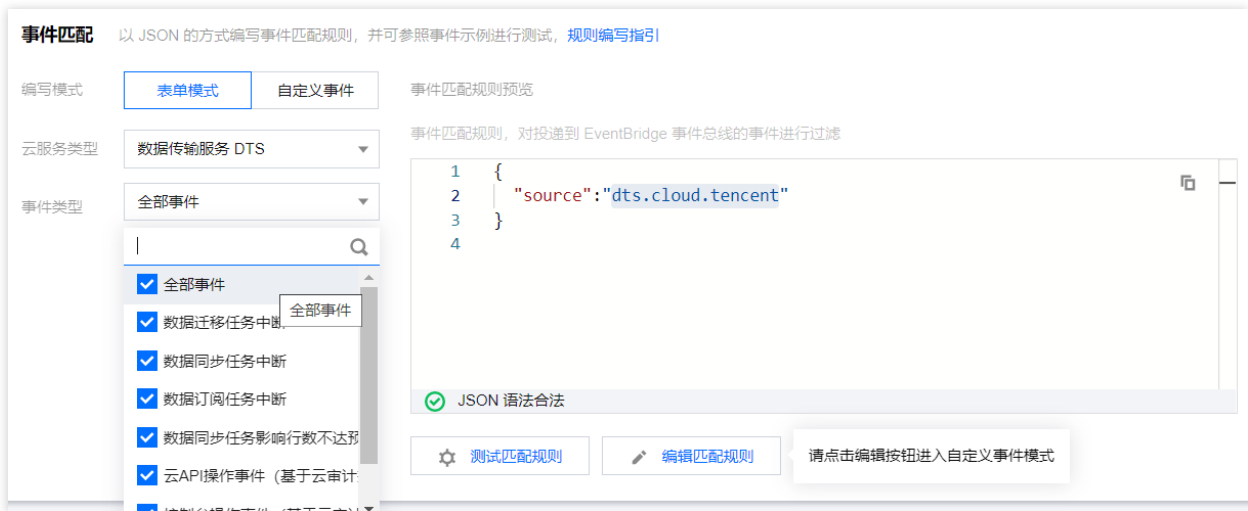 事件匹配 以 JSON 的方式编写事件匹配规则，并可参照事件示例进行测试，规则编写指引
编写模式 表单模式 自定义事件
云服务类型 数据传输服务 DTS
事件类型 全部事件
全部事件
全部事件
数据迁移任务中断
数据同步任务中断
数据订阅任务中断
数据同步任务影响行数不达预
云API操作事件（基于云审计
事件匹配规则预览
事件匹配规则，对投递到 EventBridge 事件总线的事件进行过滤
1 {
2 "source":"dts.cloud.tencent"
3 }
4
JSON 语法合法
测试匹配规则 编辑匹配规则 请点击编辑按钮进入自定义事件模式